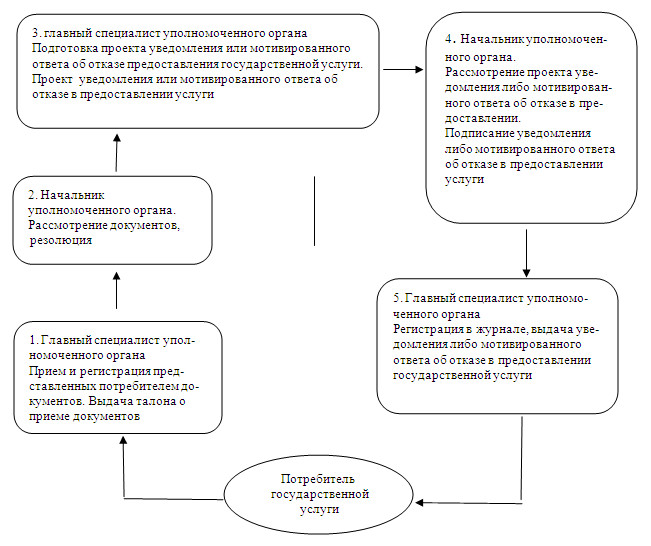 3. главный специалист уполномоченного органа
Подготовка проекта уведомления или мотивированного
ответа об отказе предоставления государственной услуги.
Проект уведомления или мотивированного ответа об
отказе в предоставлении услуги
4. Начальник уполномочен-
ного органа.
Рассмотрение проекта уве-
домления либо мотивирован-
ного ответа об отказе в пре-
доставлении.
Подписание уведомления
либо мотивированного ответа
об отказе в предоставлении
услуги
2. Начальник
уполномоченного органа.
Рассмотрение документов,
резолюция
5. Главный специалист уполномо-
ченного органа
Регистрация в журнале, выдача уве-
домления либо мотивированного
ответа об отказе в предоставлении
государственной услуги
1. Главный специалист упол-
номоченного органа
Прием и регистрация пред-
ставленных потребителем до-
кументов. Выдача талона о
приеме документов
Потребитель
государственной
услуги